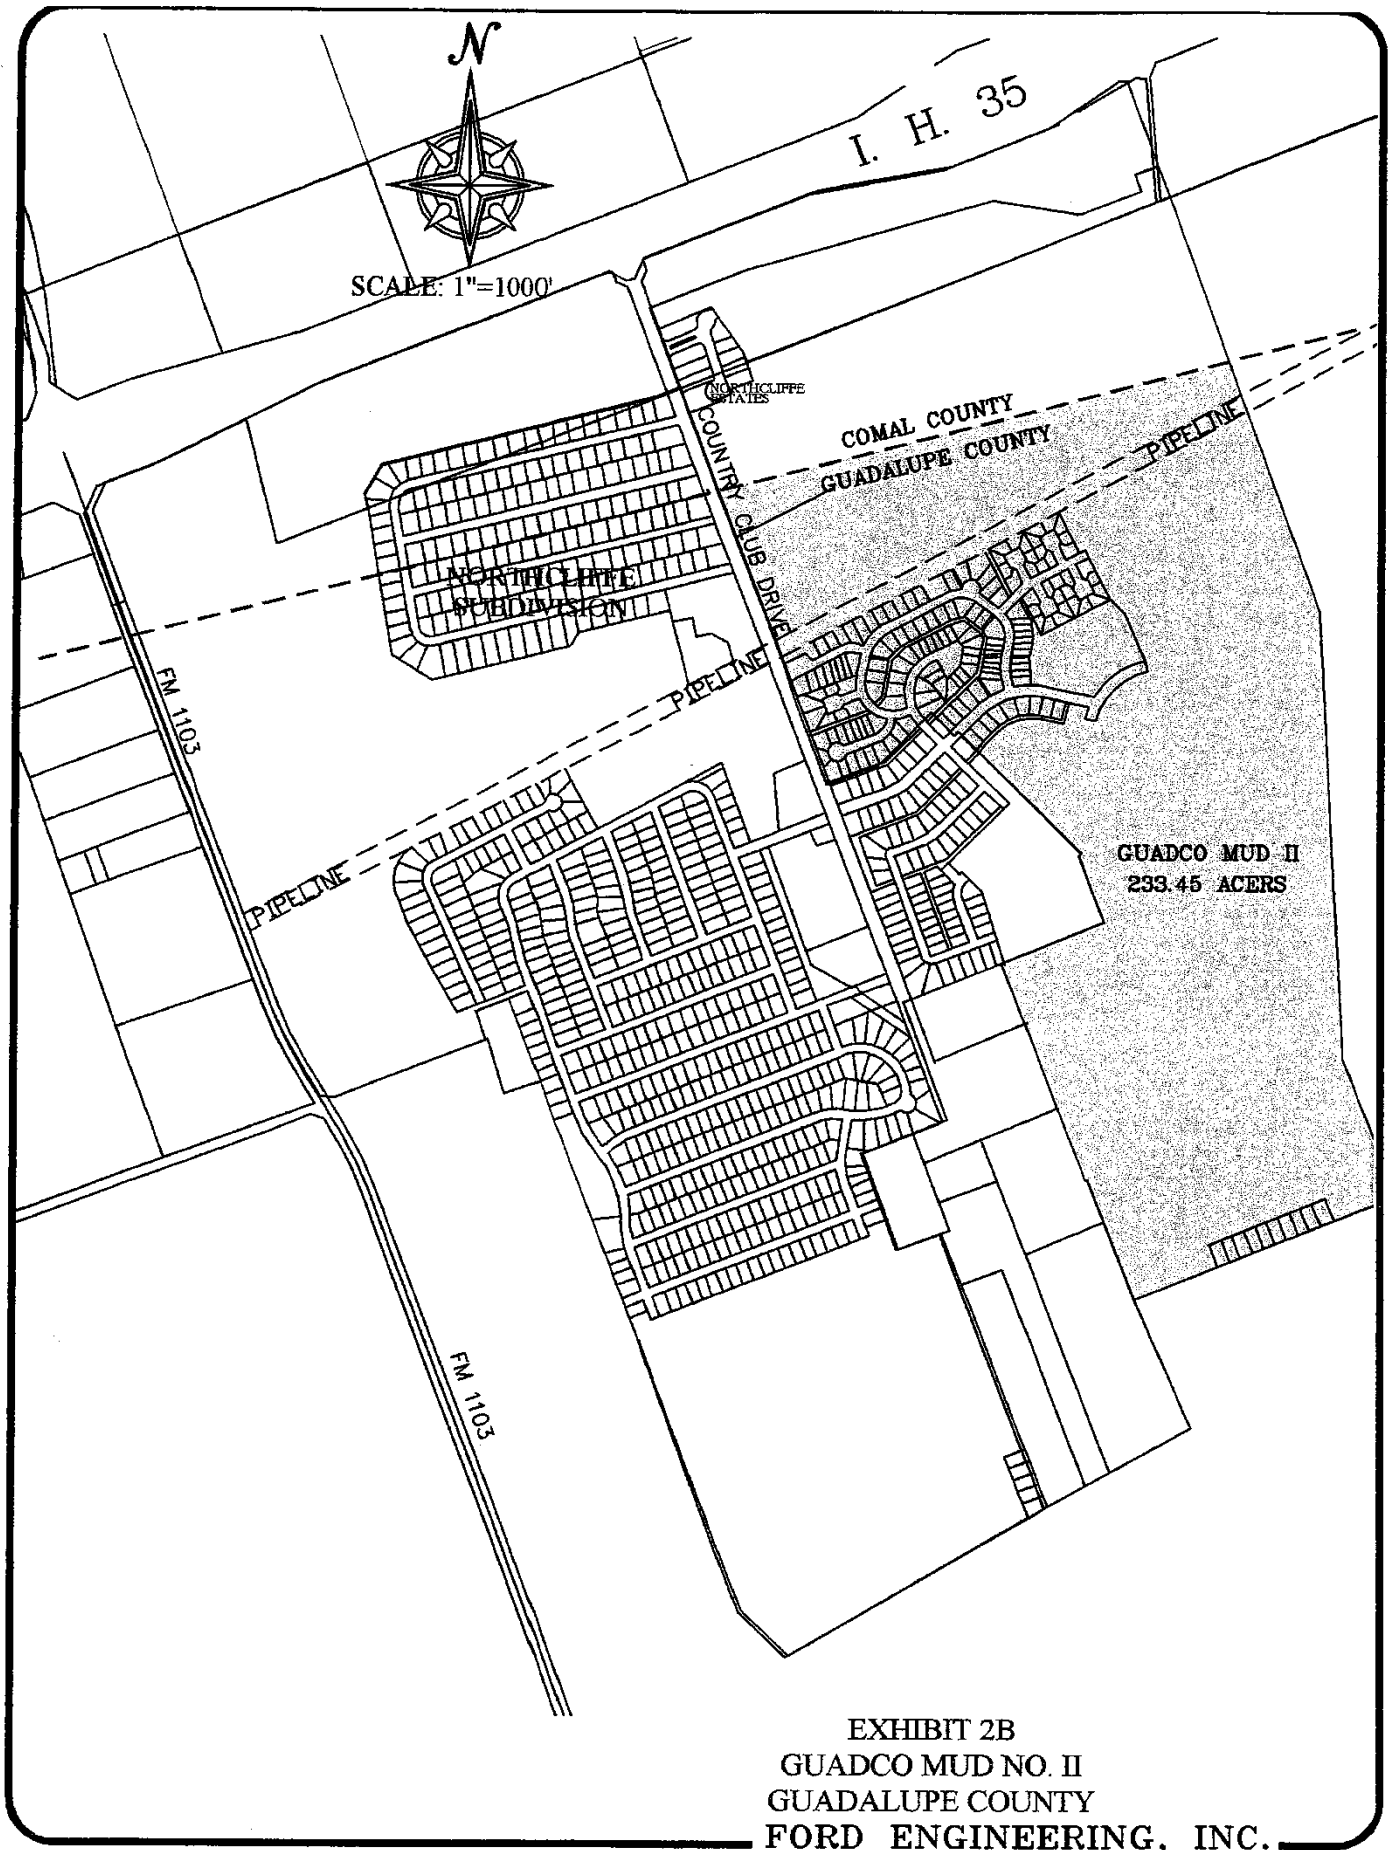 N
I. H. 35
SCALE: 1"=1000'
NORTHCLIFFE
ESTATES
COMAL COUNTY
GUADALUPE COUNTY
PIPELINE
COUNTRY CLUB DRIVE
NORTHCLIFFE
SUBDIVISION
PIPELINE
FM 1103
GUADCO MUD II
233.45 ACERS
PIPELINE
FM 1103
EXHIBIT 2B
GUADCO MUD NO. II
GUADALUPE COUNTY
FORD ENGINEERING, INC.